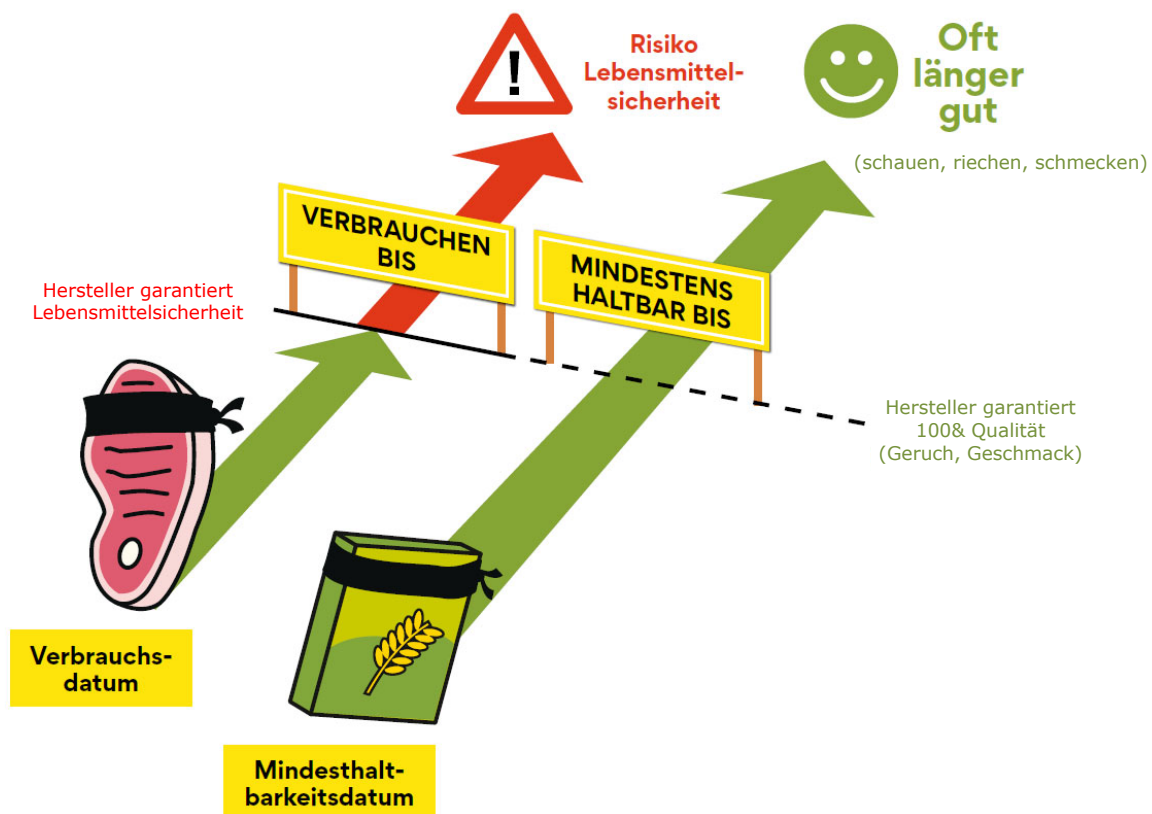 Risiko
Lebensmittel-
sicherheit
Oft
länger
gut
(schauen, riechen, schmecken)
VERBRAUCHEN
BIS
MINDESTENS
HALTBAR BIS
Hersteller garantiert
Lebensmittelsicherheit
Hersteller garantiert
100& Qualität
(Geruch, Geschmack)
Verbrauchs-
datum
Mindesthalt-
barkeitsdatum